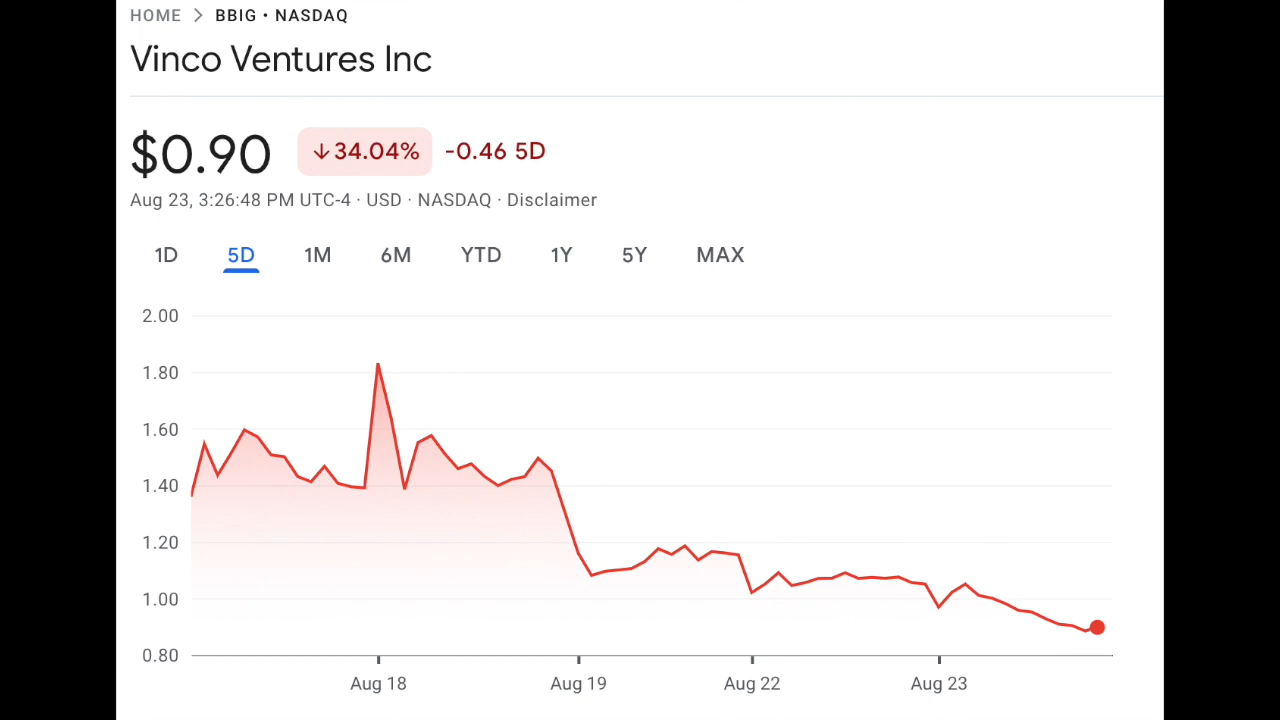 HOME > BBIG • NASDAQ
Vinco Ventures Inc
$0.90 ↓34.04% -0.46 5D
Aug 23, 3:26:48 PM UTC-4 · USD · NASDAQ · Disclaimer
1D 5D 1M 6M YTD 1Y 5Y MAX
2.00
1.80
1.60
1.40
1.20
1.00
0.80
Aug 18 Aug 19 Aug 22 Aug 23